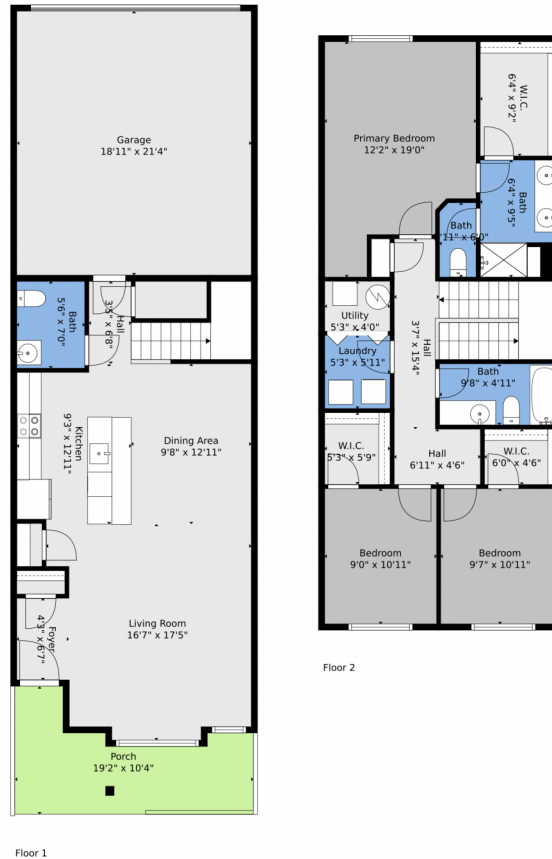 Garage
18'11" x 21'4"
Bath
5'6" x 7'0"
Hall
3'5" x 6'8"
Kitchen
9'3" x 12'11"
Dining Area
9'8" x 12'11"
Living Room
16'7" x 17'5"
Foyer
4'3" x 6'7"
Porch
19'2" x 10'4"
Floor 1
Primary Bedroom
12'2" x 19'0"
W.I.C.
6'4" x 9'2"
Bath
6'4" x 9'5"
Bath
'11" x 6'0"
Utility
5'3" x 4'0"
Laundry
5'3" x 5'11"
Hall
3'7" x 15'4"
Bath
9'8" x 4'11"
W.I.C.
5'3" x 5'9"
Hall
6'11" x 4'6"
W.I.C.
6'0" x 4'6"
Bedroom
9'0" x 10'11"
Bedroom
9'7" x 10'11"
Floor 2